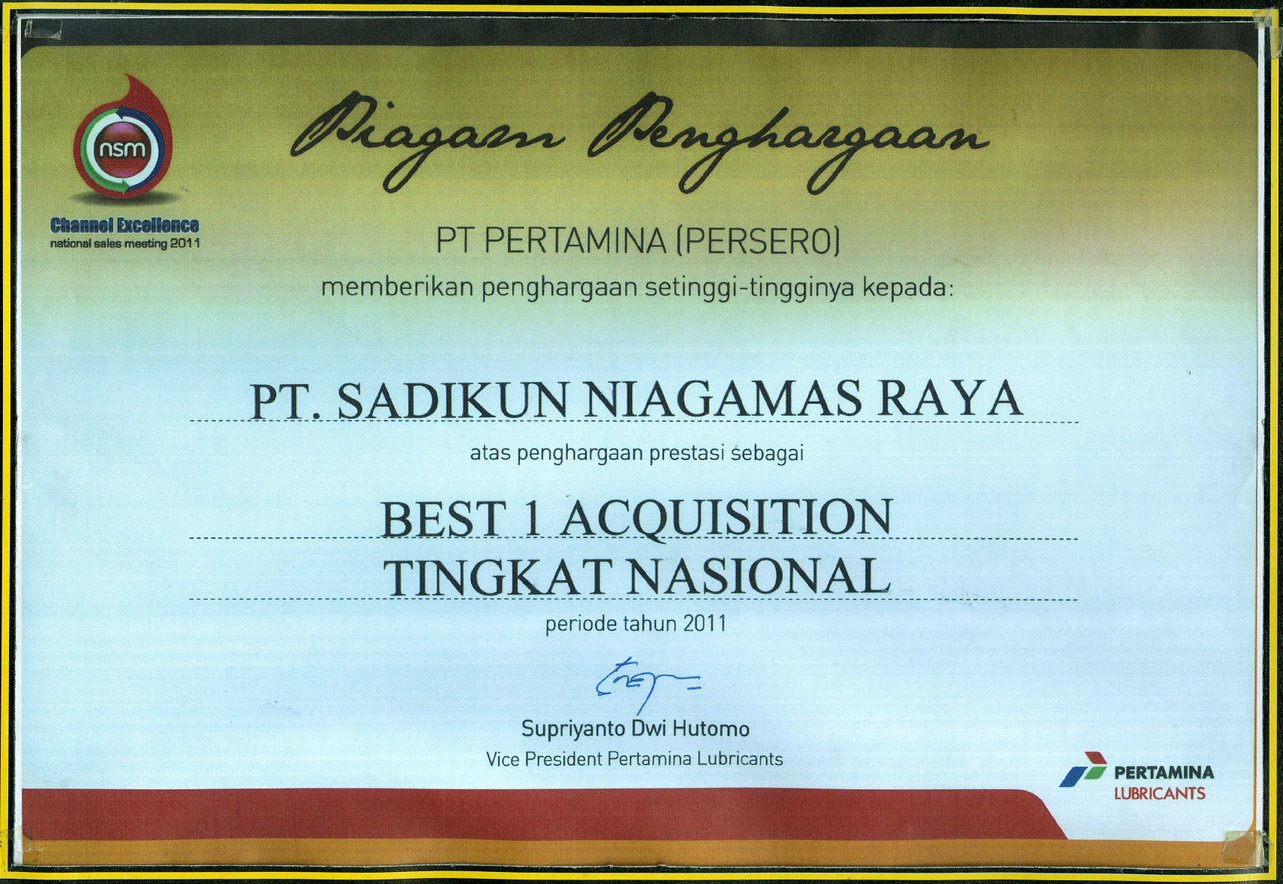 Piagam Penghargaan
nsm
Channel Excellence
national sales meeting 2011
PT PERTAMINA (PERSERO)
memberikan penghargaan setinggi-tingginya kepada:
PT. SADIKUN NIAGAMAS RAYA
atas penghargaan prestasi sebagai
BEST 1 ACQUISITION
TINGKAT NASIONAL
periode tahun 2011
Supriyanto Dwi Hutomo
Vice President Pertamina Lubricants
PERTAMINA
LUBRICANTS